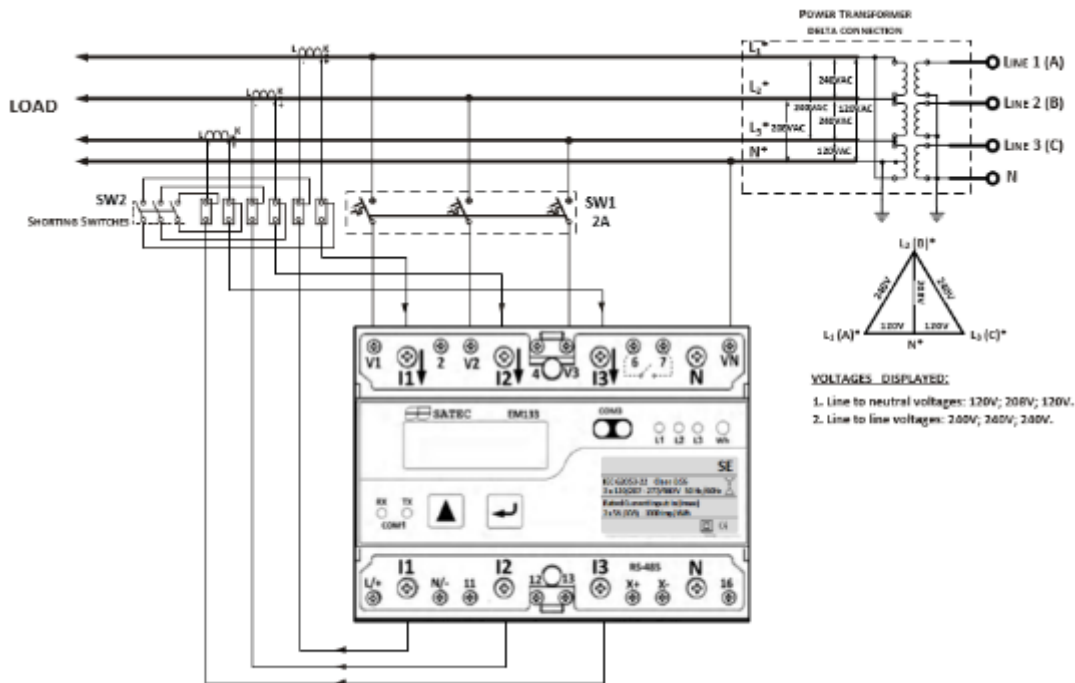 POWER TRANSFORMER
DELTA CONNECTION
L K
L1*
LINE 1 (A)
240VAC
L K
L2*
LINE 2 (B)
LOAD
208VAC
240VAC
120VAC
240VAC
L K
L3*
LINE 3 (C)
N*
120VAC
N
SW2
SHORTING SWITCHES
SW1
2A
L2 (B)*
240V
208V
240V
L1 (A)*
120V
120V
L3 (C)*
N*
V1
I1
2
V2
I2
4
V3
I3
6
7
N
VN
VOLTAGES DISPLAYED:
1. Line to neutral voltages: 120V; 208V; 120V.
2. Line to line voltages: 240V; 240V; 240V.
SATEC
EM133
COM3
L1
L2
L3
Wh
SE
RX
TX
COM1
I1
I2
I3
RS-485
N
L/+
N/-
11
12
13
X+
X-
16